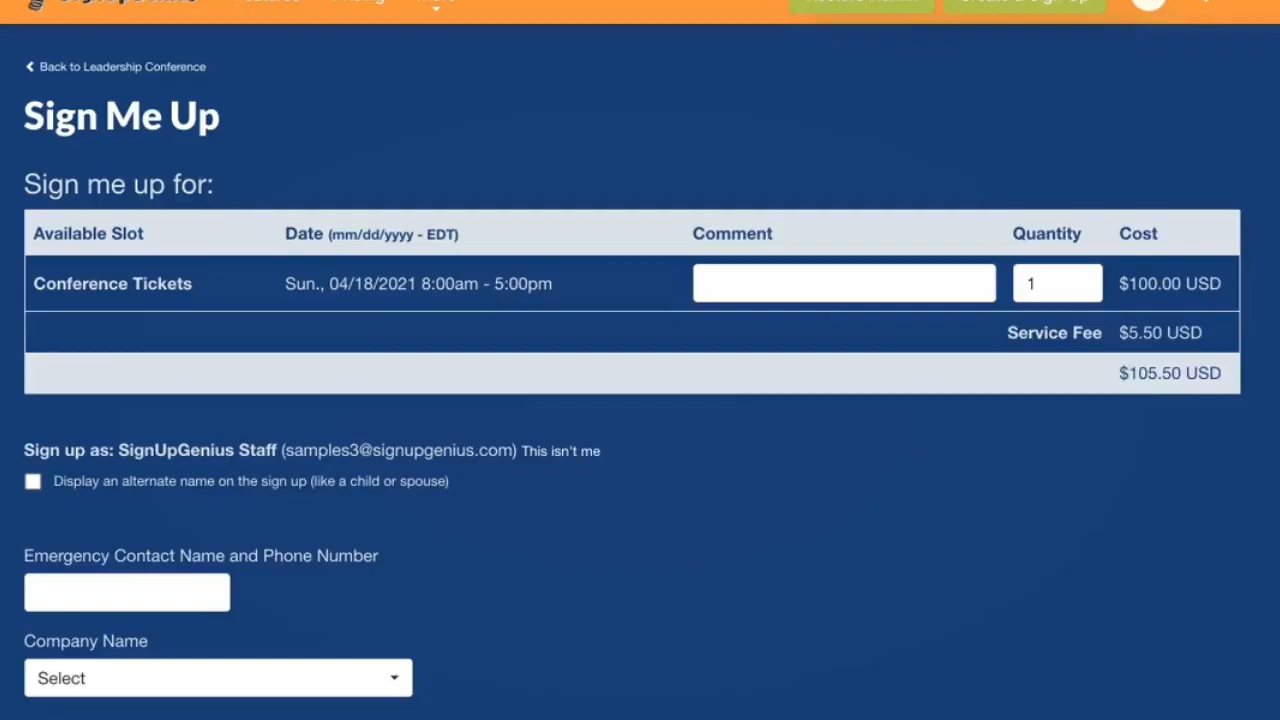 Back to Leadership Conference
Sign Me Up
Sign me up for:
Available Slot Date (mm/dd/yyyy - EDT) Comment Quantity Cost
Conference Tickets Sun., 04/18/2021 8:00am - 5:00pm 1 $100.00 USD
Service Fee $5.50 USD
$105.50 USD
Sign up as: SignUpGenius Staff (samples3@signupgenius.com) This isn't me
Display an alternate name on the sign up (like a child or spouse)
Emergency Contact Name and Phone Number
Company Name
Select